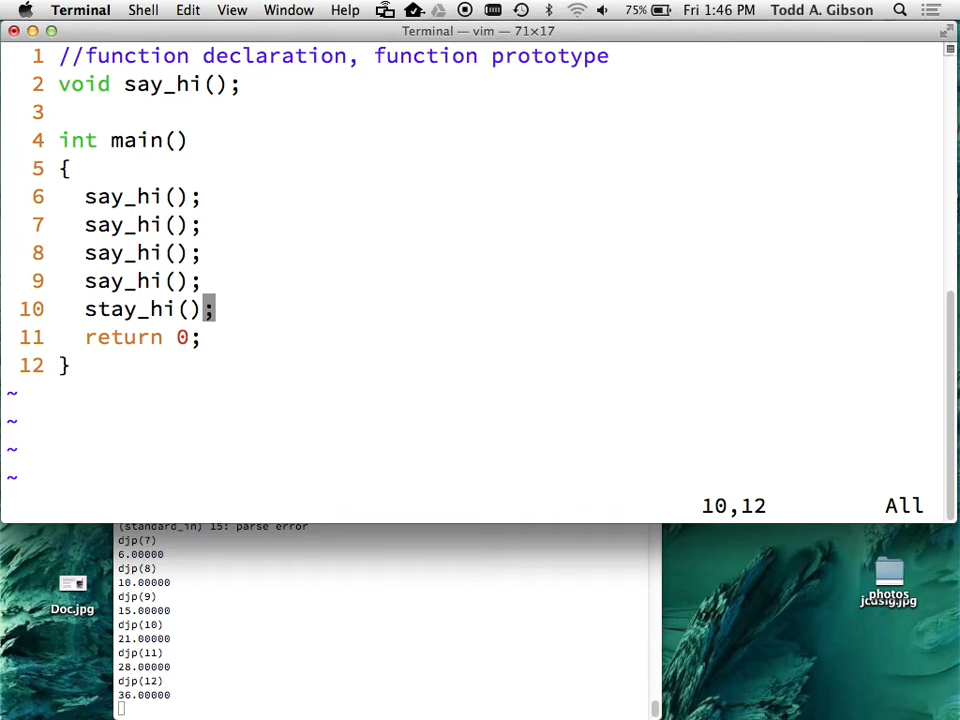 Terminal Shell Edit View Window Help 75% Fri 1:46 PM Todd A. Gibson
Terminal — vim — 71×17
1 //function declaration, function prototype
2 void say_hi();
3
4 int main()
5 {
6 say_hi();
7 say_hi();
8 say_hi();
9 say_hi();
10 stay_hi();
11 return 0;
12 }
~
~
~
~
10,12 All
(standard_in) 15: parse error
djp(7)
6.00000
djp(8)
10.00000
djp(9)
15.00000
djp(10)
21.00000
djp(11)
28.00000
djp(12)
36.00000
Doc.jpg
photos